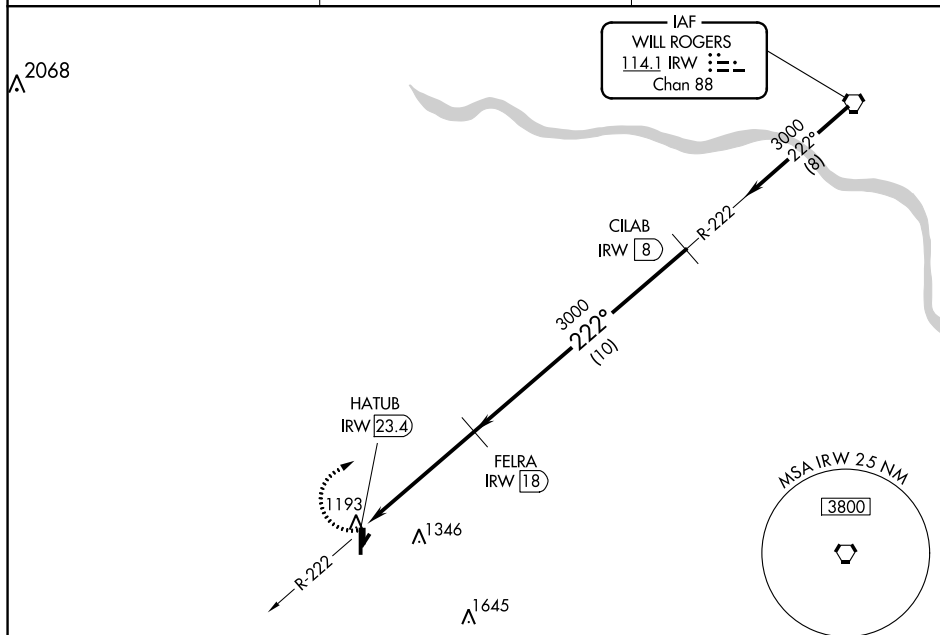 IAF
WILL ROGERS
114.1 IRW
Chan 88
2068
3000
222°
(8)
R-222
CILAB
IRW 8
3000
222°
(10)
HATUB
IRW 23.4
FELRA
IRW 18
1193
1346
R-222
1645
MSA IRW 25 NM
3800